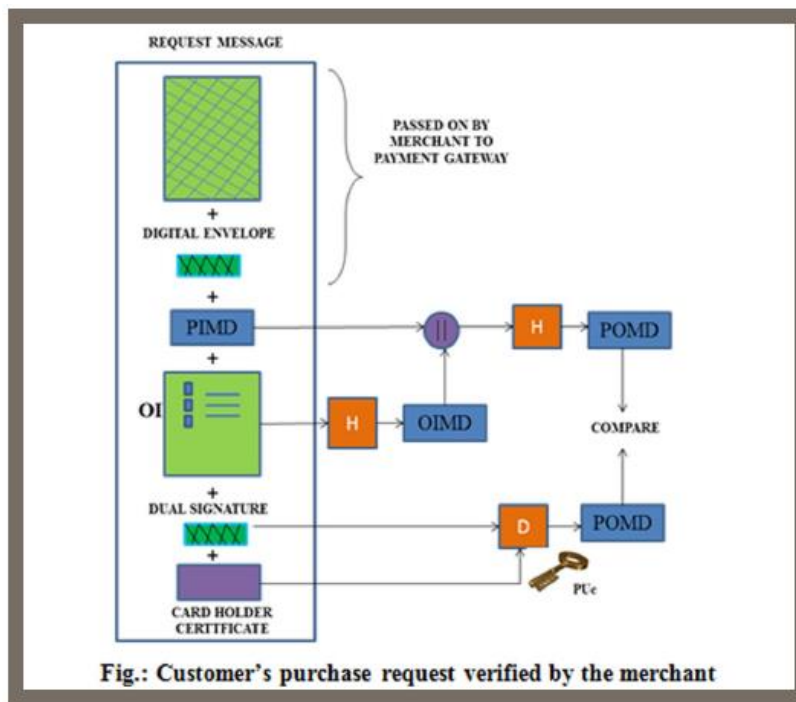 REQUEST MESSAGE
PASSED ON BY
MERCHANT TO
PAYMENT GATEWAY
+
DIGITAL ENVELOPE
+
PIMD
||
H
POMD
+
OI
H
OIMD
COMPARE
+
DUAL SIGNATURE
D
POMD
+
PUc
CARD HOLDER
CERTTFICATE
Fig.: Customer's purchase request verified by the merchant